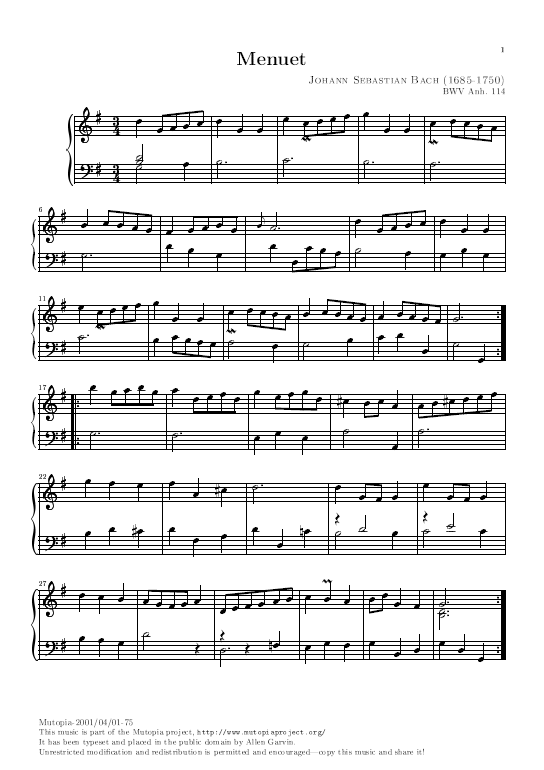 1
Menuet
Johann Sebastian Bach (1685-1750)
BWV Anh. 114
3 4
3 4
6
11
17
22
27
Mutopia-2001/04/01-75
This music is part of the Mutopia project, http://www.mutopiaproject.org/
It has been typeset and placed in the public domain by Allen Garvin.
Unrestricted modification and redistribution is permitted and encouraged—copy this music and share it!